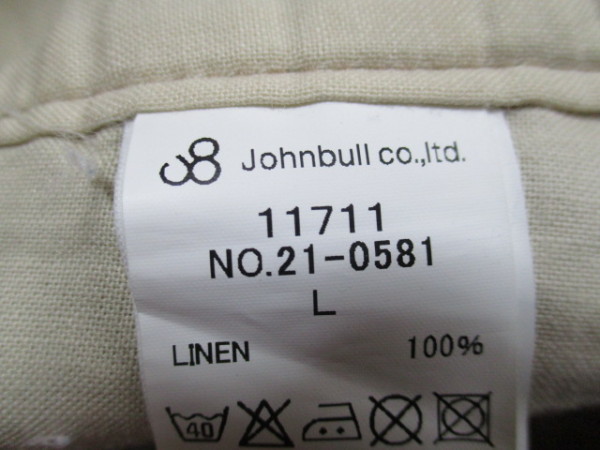 Johnbull co.,ltd.
11711
NO.21-0581
L
LINEN 100%
40